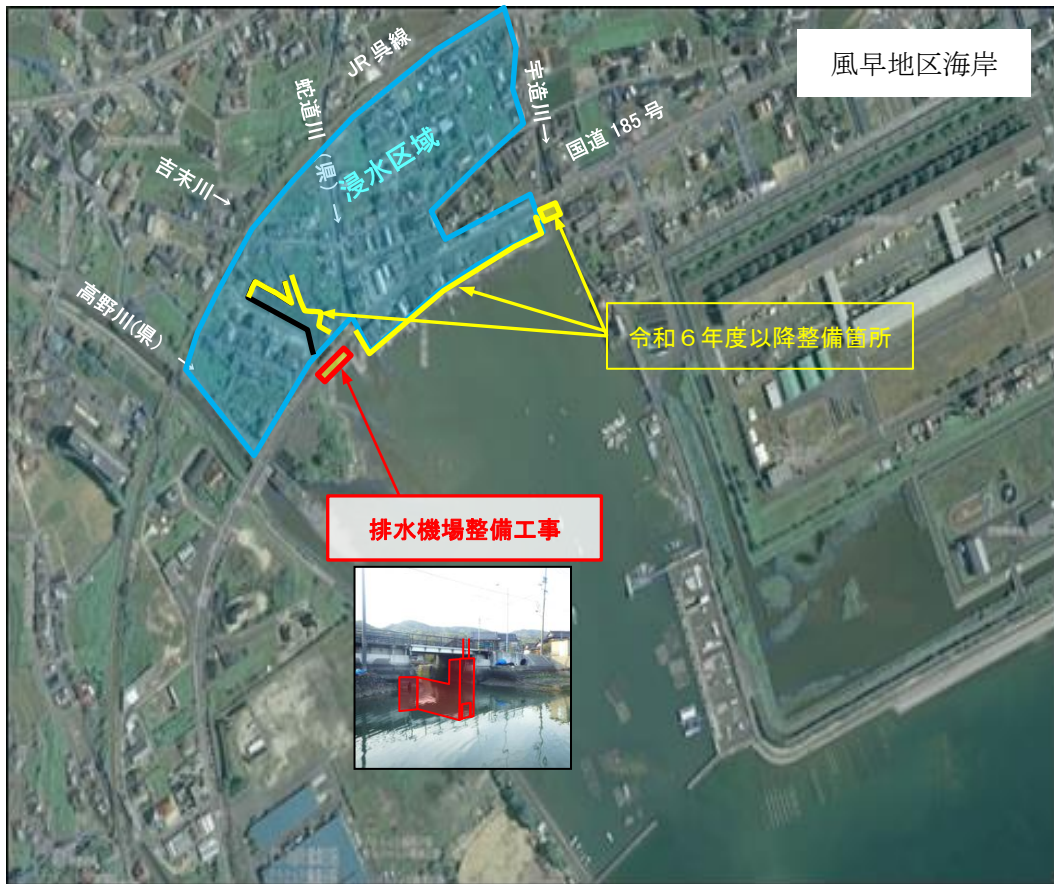 風早地区海岸
JR 呉線
宇造川→
国道 185 号
蛇道川(県)→
浸水区域
吉末川→
高野川(県) →
令和6年度以降整備箇所
排水機場整備工事